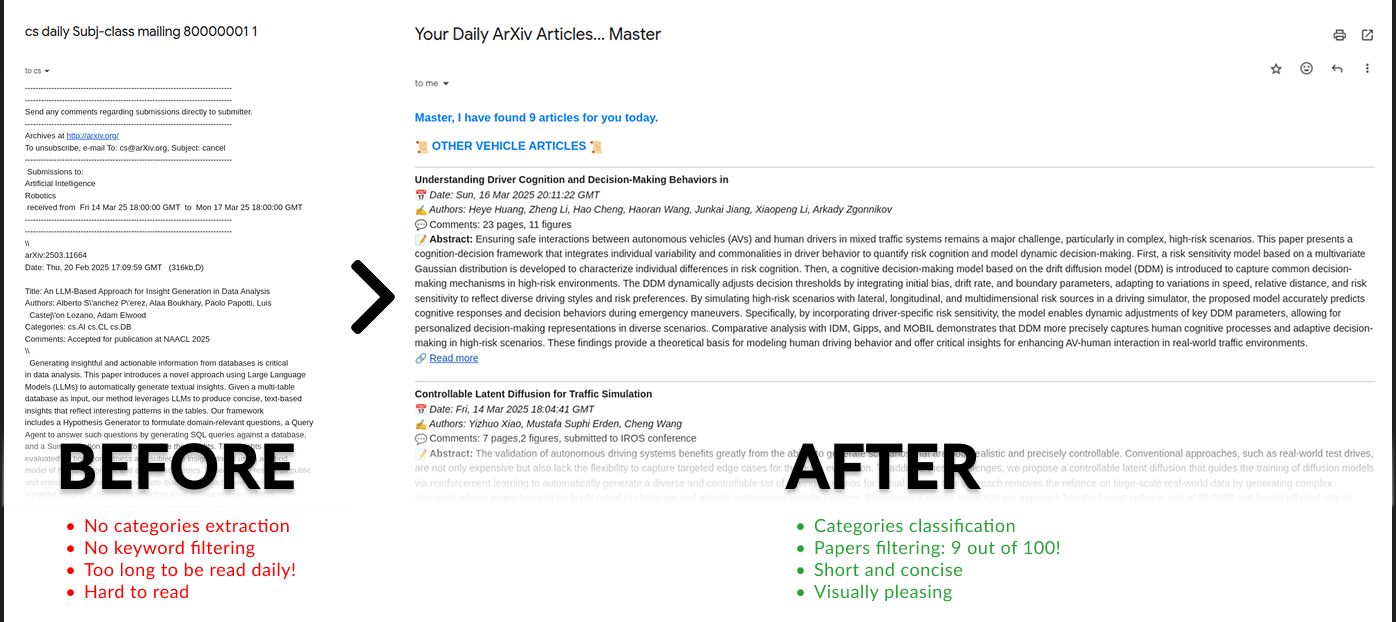 cs daily Subj-class mailing 80000001 1
to cs
--------------------------------------------------------------------------
--------------------------------------------------------------------------
Send any comments regarding submissions directly to submitter.
--------------------------------------------------------------------------
Archives at http://arxiv.org/
To unsubscribe, e-mail To: cs@arXiv.org, Subject: cancel
--------------------------------------------------------------------------
Submissions to:
Artificial Intelligence
Robotics
received from Fri 14 Mar 25 18:00:00 GMT to Mon 17 Mar 25 18:00:00 GMT
--------------------------------------------------------------------------
--------------------------------------------------------------------------
\\
arXiv:2503.11664
Date: Thu, 20 Feb 2025 17:09:59 GMT (316kb,D)
Title: An LLM-Based Approach for Insight Generation in Data Analysis
Authors: Alberto S\'anchez P\'erez, Alaa Boukhary, Paolo Papotti, Luis
Castej\'on Lozano, Adam Elwood
Categories: cs.AI cs.CL cs.DB
Comments: Accepted for publication at NAACL 2025
\\
Generating insightful and actionable information from databases is critical
in data analysis. This paper introduces a novel approach using Large Language
Models (LLMs) to automatically generate textual insights. Given a multi-table
database as input, our method leverages LLMs to produce concise, text-based
insights that reflect interesting patterns in the tables. Our framework
includes a Hypothesis Generator to formulate domain-relevant questions, a Query
Agent to answer such questions by generating SQL queries against a database,
and a
BEFORE
No categories extraction
No keyword filtering
Too long to be read daily!
Hard to read
Your Daily ArXiv Articles... Master
to me
Master, I have found 9 articles for you today.
📜 OTHER VEHICLE ARTICLES 📜
Understanding Driver Cognition and Decision-Making Behaviors in
📅 Date: Sun, 16 Mar 2025 20:11:22 GMT
✍️ Authors: Heye Huang, Zheng Li, Hao Cheng, Haoran Wang, Junkai Jiang, Xiaopeng Li, Arkady Zgonnikov
💬 Comments: 23 pages, 11 figures
📝 Abstract: Ensuring safe interactions between autonomous vehicles (AVs) and human drivers in mixed traffic systems remains a major challenge, particularly in complex, high-risk scenarios. This paper presents a
cognition-decision framework that integrates individual variability and commonalities in driver behavior to quantify risk cognition and model dynamic decision-making. First, a risk sensitivity model based on a multivariate
Gaussian distribution is developed to characterize individual differences in risk cognition. Then, a cognitive decision-making model based on the drift diffusion model (DDM) is introduced to capture common decision-
making mechanisms in high-risk environments. The DDM dynamically adjusts decision thresholds by integrating initial bias, drift rate, and boundary parameters, adapting to variations in speed, relative distance, and risk
sensitivity to reflect diverse driving styles and risk preferences. By simulating high-risk scenarios with lateral, longitudinal, and multidimensional risk sources in a driving simulator, the proposed model accurately predicts
cognitive responses and decision behaviors during emergency maneuvers. Specifically, by incorporating driver-specific risk sensitivity, the model enables dynamic adjustments of key DDM parameters, allowing for
personalized decision-making representations in diverse scenarios. Comparative analysis with IDM, Gipps, and MOBIL demonstrates that DDM more precisely captures human cognitive processes and adaptive decision-
making in high-risk scenarios. These findings provide a theoretical basis for modeling human driving behavior and offer critical insights for enhancing AV-human interaction in real-world traffic environments.
🔗 Read more
Controllable Latent Diffusion for Traffic Simulation
📅 Date: Fri, 14 Mar 2025 18:04:41 GMT
✍️ Authors: Yizhuo Xiao, Mustafa Suphi Erden, Cheng Wang
💬 Comments: 7 pages,2 figures, submitted to IROS conference
📝 Abstract: The validation of autonomous driving systems benefits greatly from the ability to generate scenarios that are both realistic and precisely controllable. Conventional approaches, such as real-world test drives,
are not only expensive but also lack the flexibility to capture targeted edge cases for we propose a controllable latent diffusion that guides the training of diffusion models
via reinforcement learning to automatically generate a diverse and controllable set of removes the reliance on large-scale real-world data by generating complex
AFTER
Categories classification
Papers filtering: 9 out of 100!
Short and concise
Visually pleasing